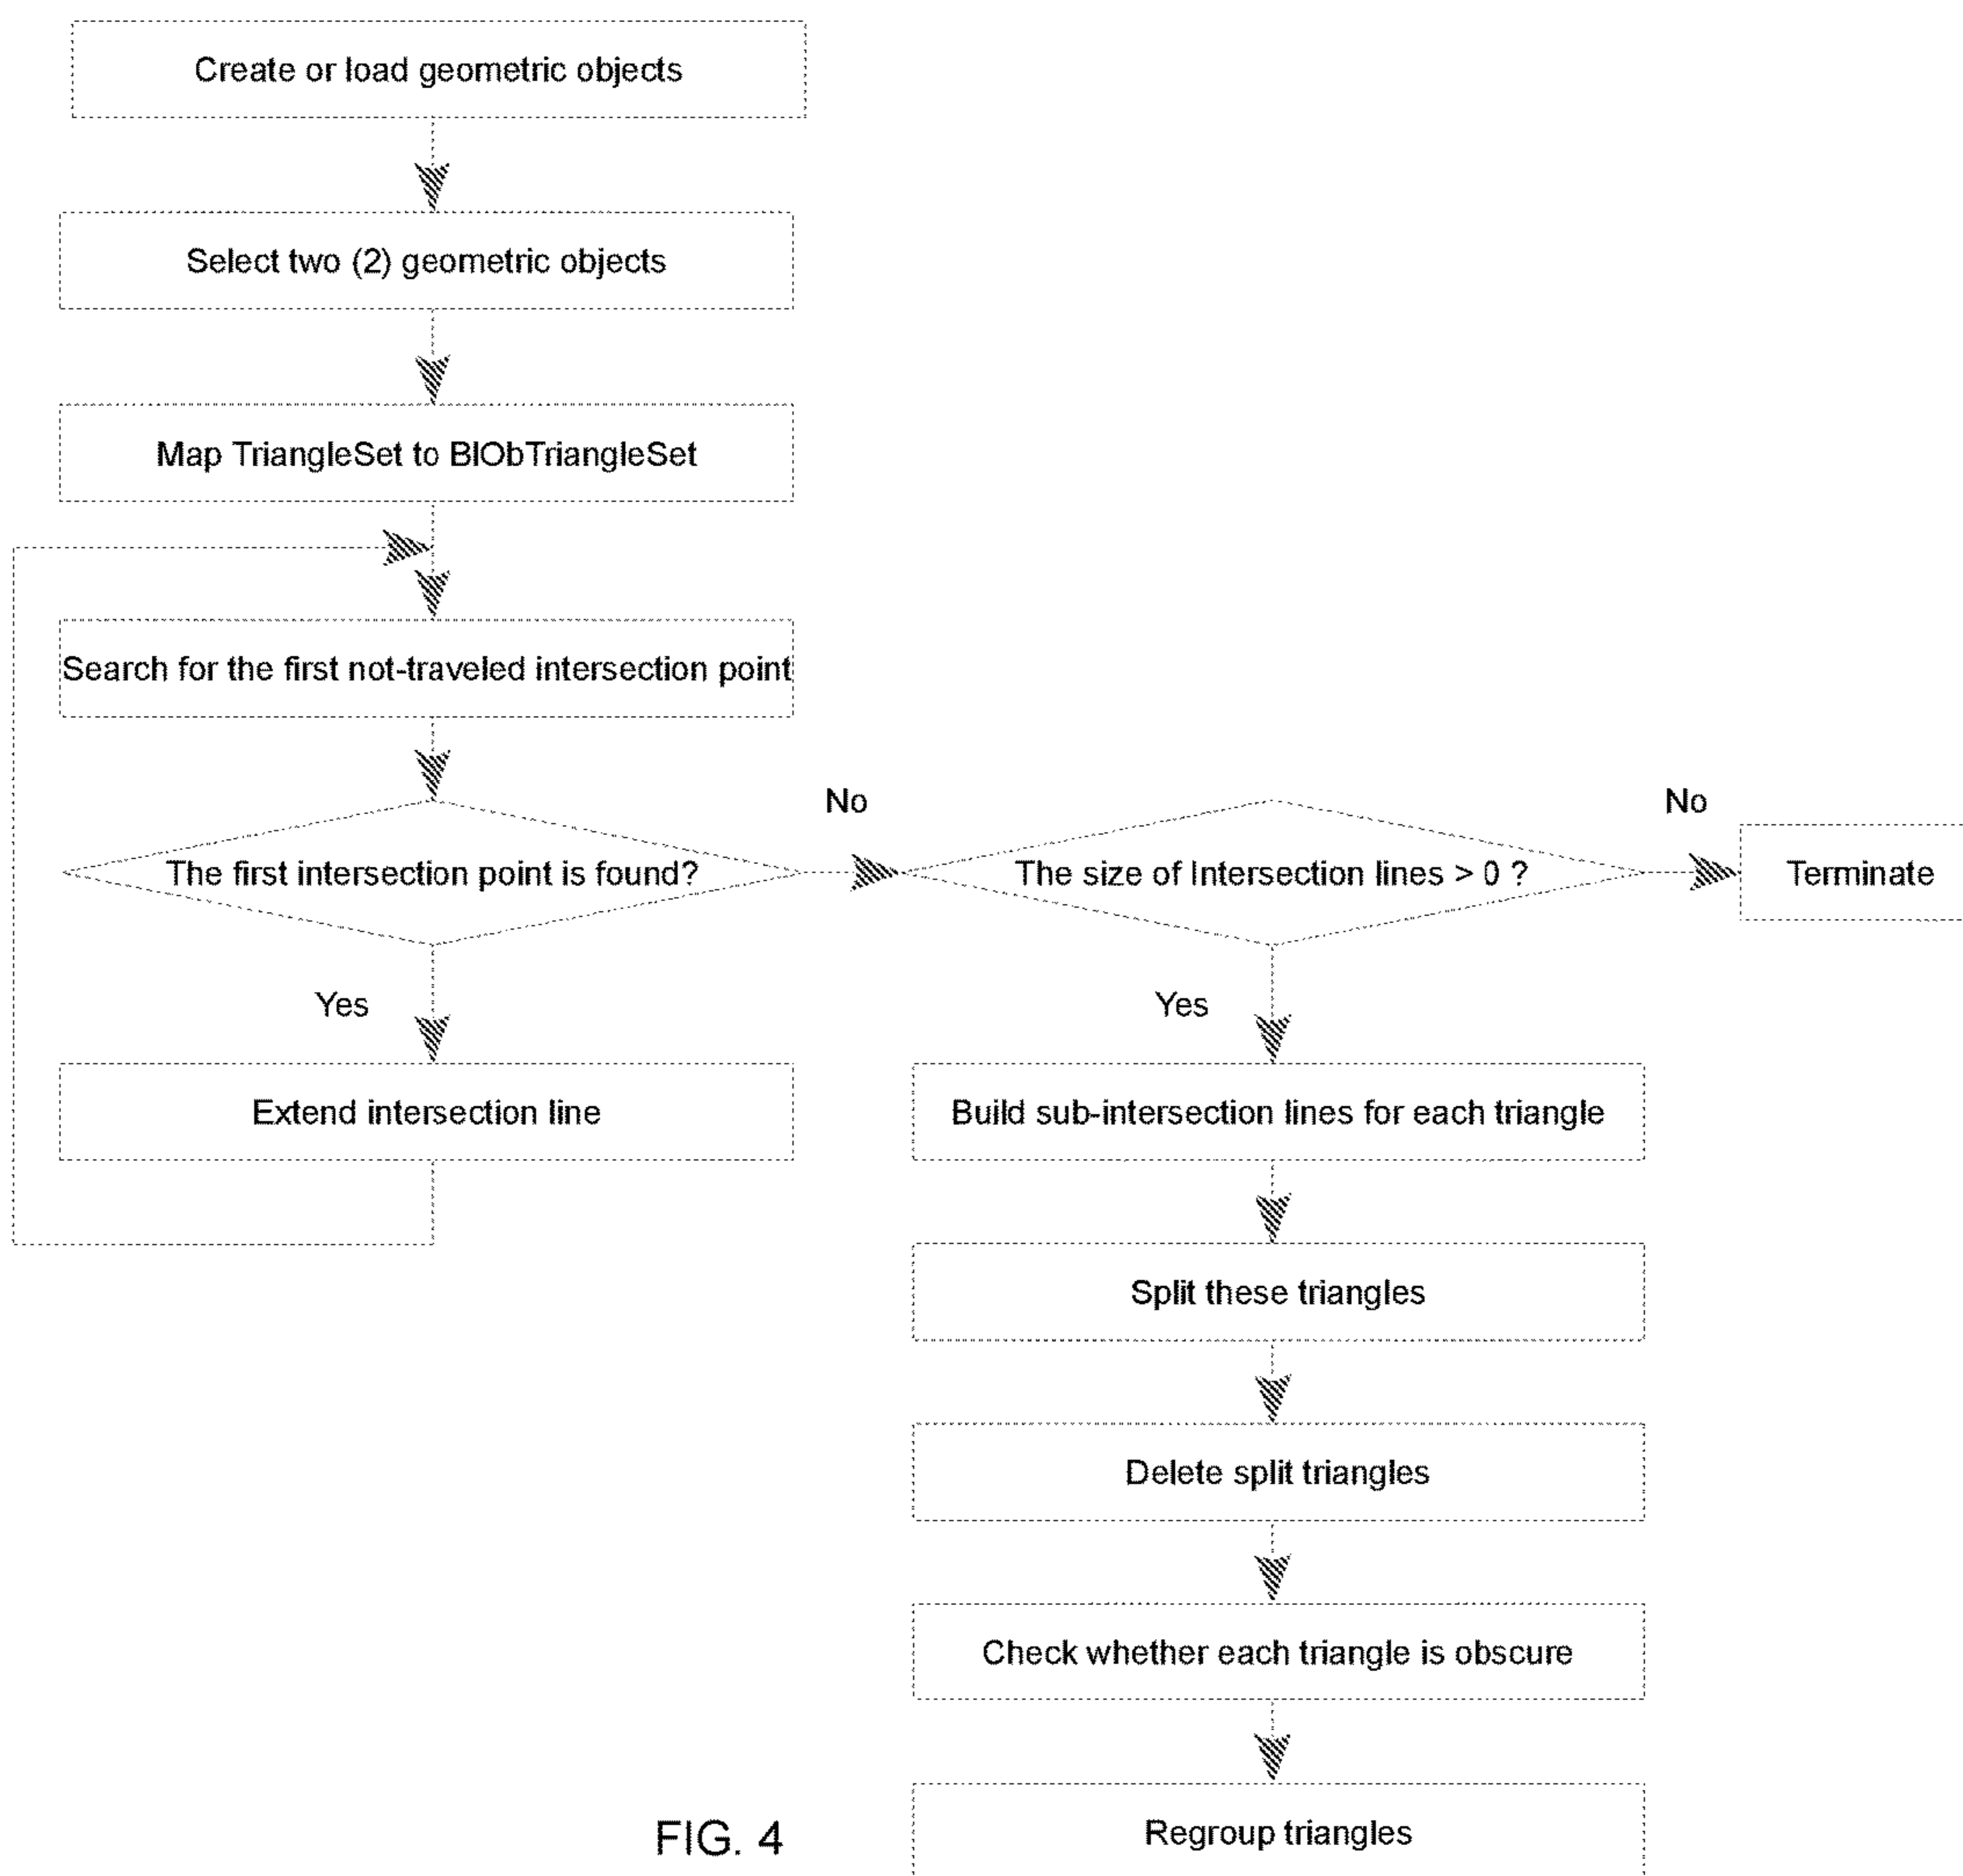 Create or load geometric objects
Select two (2) geometric objects
Map TriangleSet to BlObTriangleSet
Search for the first not-traveled intersection point
The first intersection point is found?
No
The size of Intersection lines > 0 ?
No
Terminate
Yes
Extend intersection line
Yes
Build sub-intersection lines for each triangle
Split these triangles
Delete split triangles
Check whether each triangle is obscure
Regroup triangles
FIG. 4